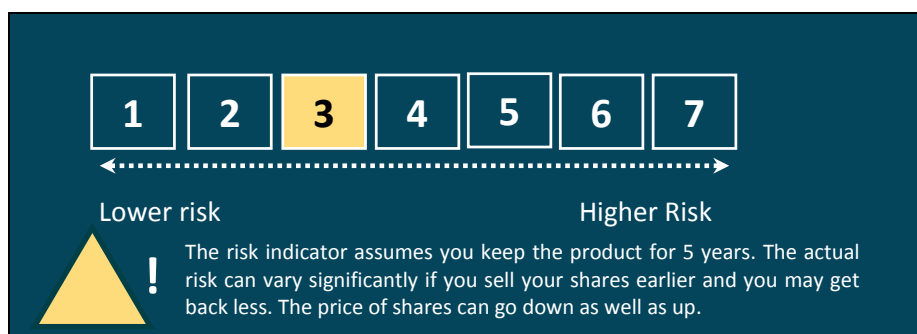 1 2 3 4 5 6 7
Lower risk Higher Risk
! The risk indicator assumes you keep the product for 5 years. The actual
risk can vary significantly if you sell your shares earlier and you may get
back less. The price of shares can go down as well as up.